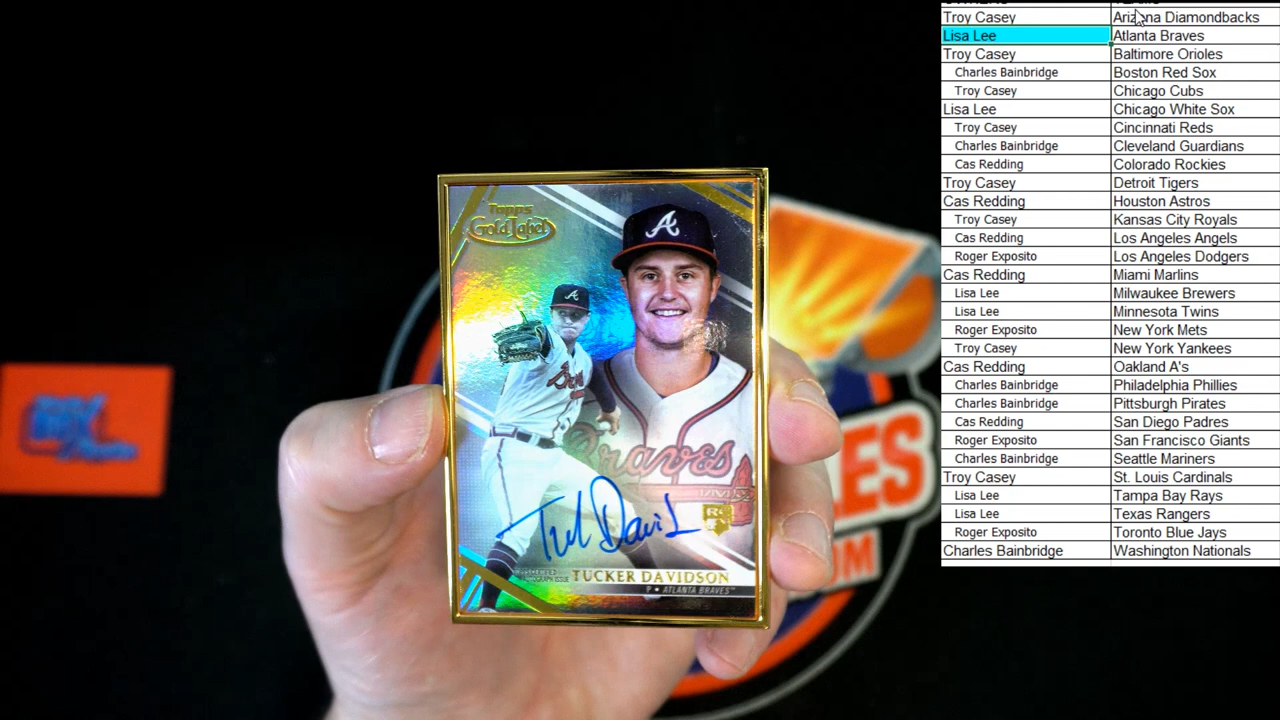 Troy Casey Arizona Diamondbacks
Lisa Lee Atlanta Braves
Troy Casey Baltimore Orioles
Charles Bainbridge Boston Red Sox
Troy Casey Chicago Cubs
Lisa Lee Chicago White Sox
Troy Casey Cincinnati Reds
Charles Bainbridge Cleveland Guardians
Cas Redding Colorado Rockies
Troy Casey Detroit Tigers
Cas Redding Houston Astros
Troy Casey Kansas City Royals
Cas Redding Los Angeles Angels
Roger Exposito Los Angeles Dodgers
Cas Redding Miami Marlins
Lisa Lee Milwaukee Brewers
Lisa Lee Minnesota Twins
Roger Exposito New York Mets
Troy Casey New York Yankees
Cas Redding Oakland A's
Charles Bainbridge Philadelphia Phillies
Charles Bainbridge Pittsburgh Pirates
Cas Redding San Diego Padres
Roger Exposito San Francisco Giants
Charles Bainbridge Seattle Mariners
Troy Casey St. Louis Cardinals
Lisa Lee Tampa Bay Rays
Lisa Lee Texas Rangers
Roger Exposito Toronto Blue Jays
Charles Bainbridge Washington Nationals
Topps
Gold Label
A
A
Braves
RC
TUCKER DAVIDSON
P • ATLANTA BRAVES™